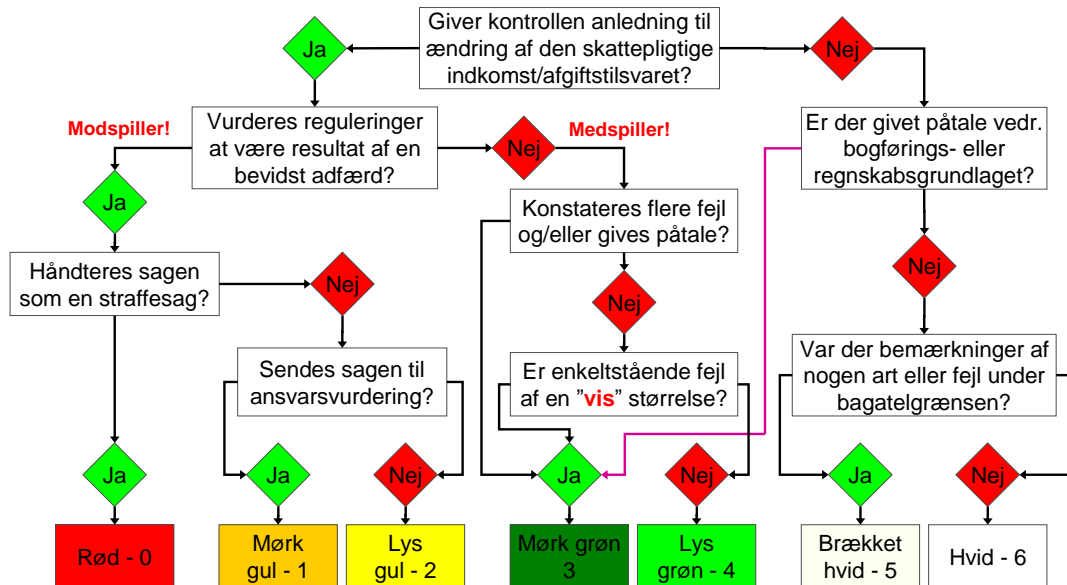 Giver kontrollen anledning til
ændring af den skattepligtige
indkomst/afgiftstilsvaret?
Ja
Nej
Modspiller!
Vurderes reguleringer
at være resultat af en
bevidst adfærd?
Nej
Medspiller!
Er der givet påtale vedr.
bogførings- eller
regnskabsgrundlaget?
Ja
Konstateres flere fejl
og/eller gives påtale?
Nej
Håndteres sagen
som en straffesag?
Nej
Nej
Sendes sagen til
ansvarsvurdering?
Er enkeltstående fejl
af en ”vis” størrelse?
Var der bemærkninger af
nogen art eller fejl under
bagatelgrænsen?
Ja
Ja
Nej
Ja
Nej
Ja
Nej
Rød - 0
Mørk
gul - 1
Lys
gul - 2
Mørk grøn
3
Lys
grøn - 4
Brækket
hvid - 5
Hvid - 6